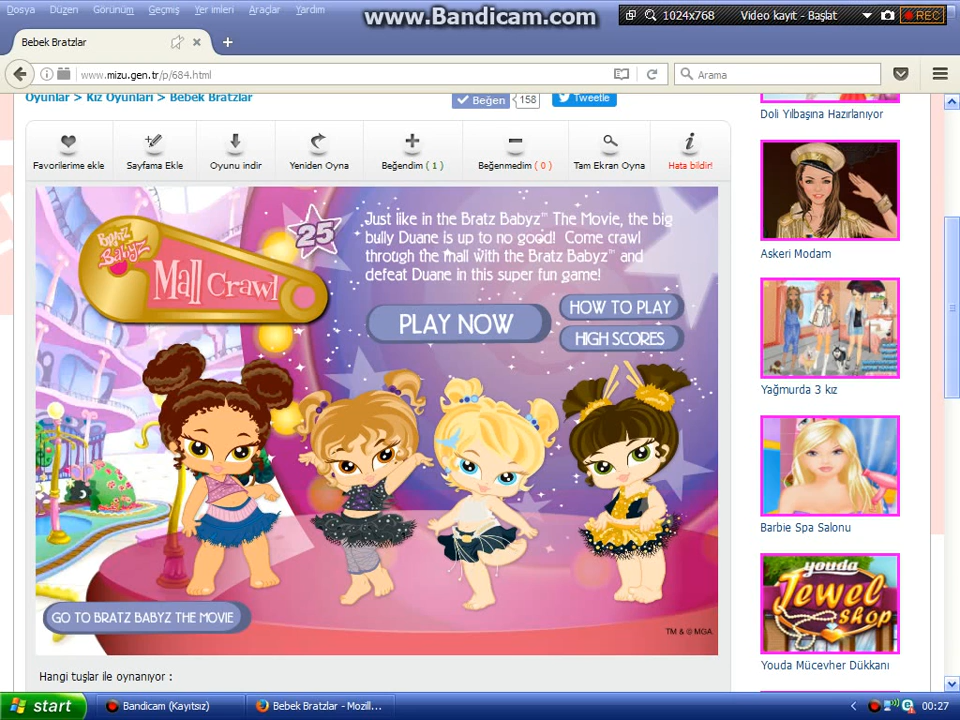 Dosya Düzen Görünüm Geçmiş Yer imleri Araçlar Yardım
www.Bandicam.com
1024x768 Video kayıt - Başlat REC
Bebek Bratzlar
www.mizu.gen.tr/p/684.html
Arama
Oyunlar > Kız Oyunları > Bebek Bratzlar
Beğen 158 Tweetle
Favorilerime ekle Sayfama Ekle Oyunu indir Yeniden Oyna Beğendim ( 1 ) Beğenmedim ( 0 ) Tam Ekran Oyna Hata bildir!
Bratz Babyz
Mall Crawl
25
Just like in the Bratz Babyz™ The Movie, the big
bully Duane is up to no good! Come crawl
through the mall with the Bratz Babyz™ and
defeat Duane in this super fun game!
PLAY NOW
HOW TO PLAY
HIGH SCORES
GO TO BRATZ BABYZ THE MOVIE
TM & © MGA
Hangi tuşlar ile oynanıyor :
Doli Yılbaşına Hazırlanıyor
Askeri Modam
Yağmurda 3 kız
Barbie Spa Salonu
youda
Jewel
shop
Youda Mücevher Dükkanı
start Bandicam (Kayıtsız) Bebek Bratzlar - Mozill... 00:27